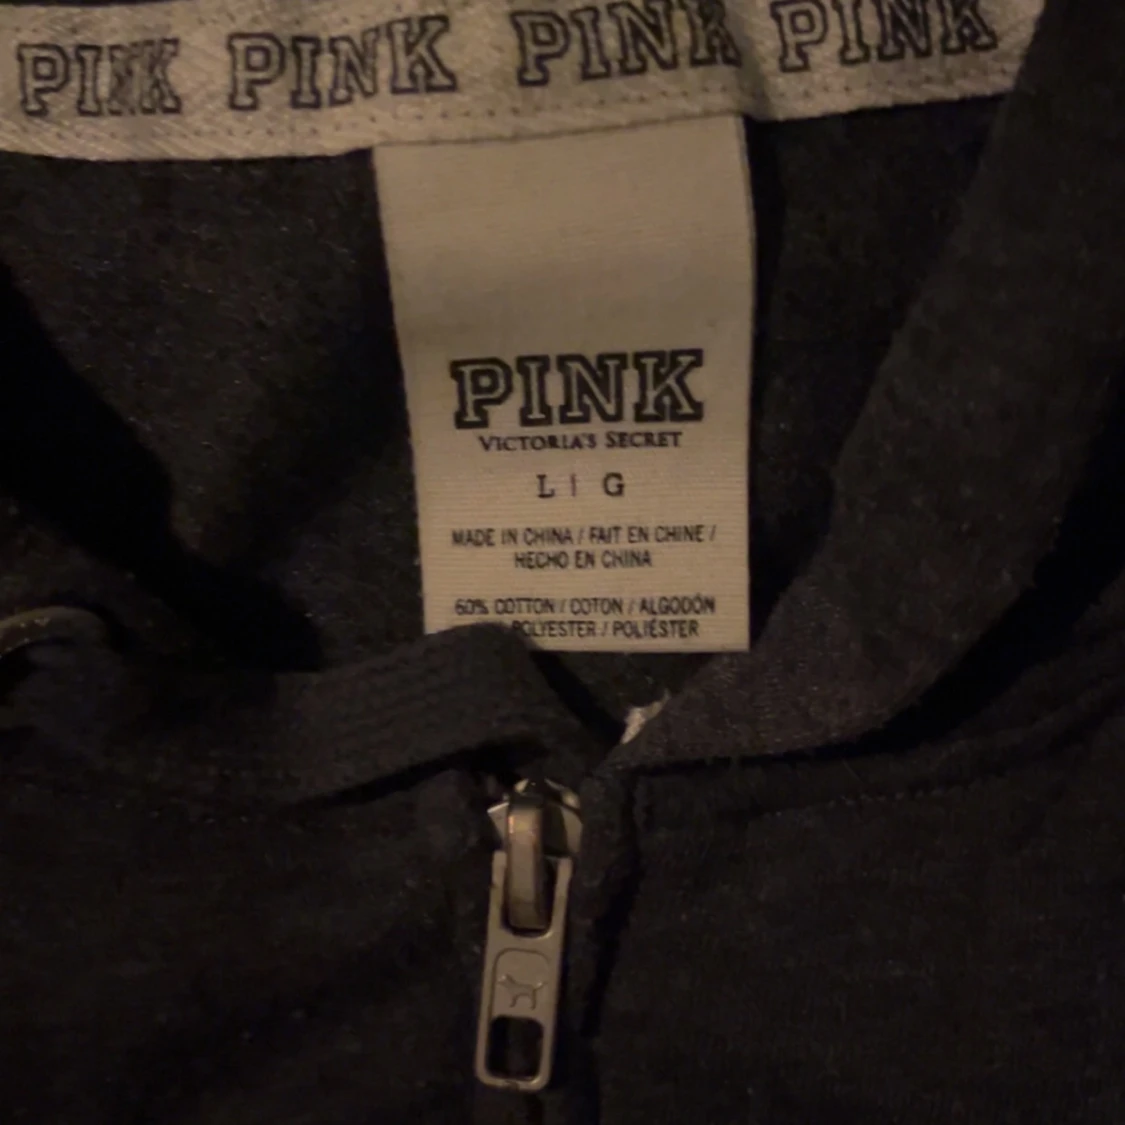 PINK PINK PINK PINK
PINK
VICTORIA'S SECRET
L | G
MADE IN CHINA / FAIT EN CHINE /
HECHO EN CHINA
60% COTTON / COTON / ALGODÓN
POLYESTER / POLIÉSTER